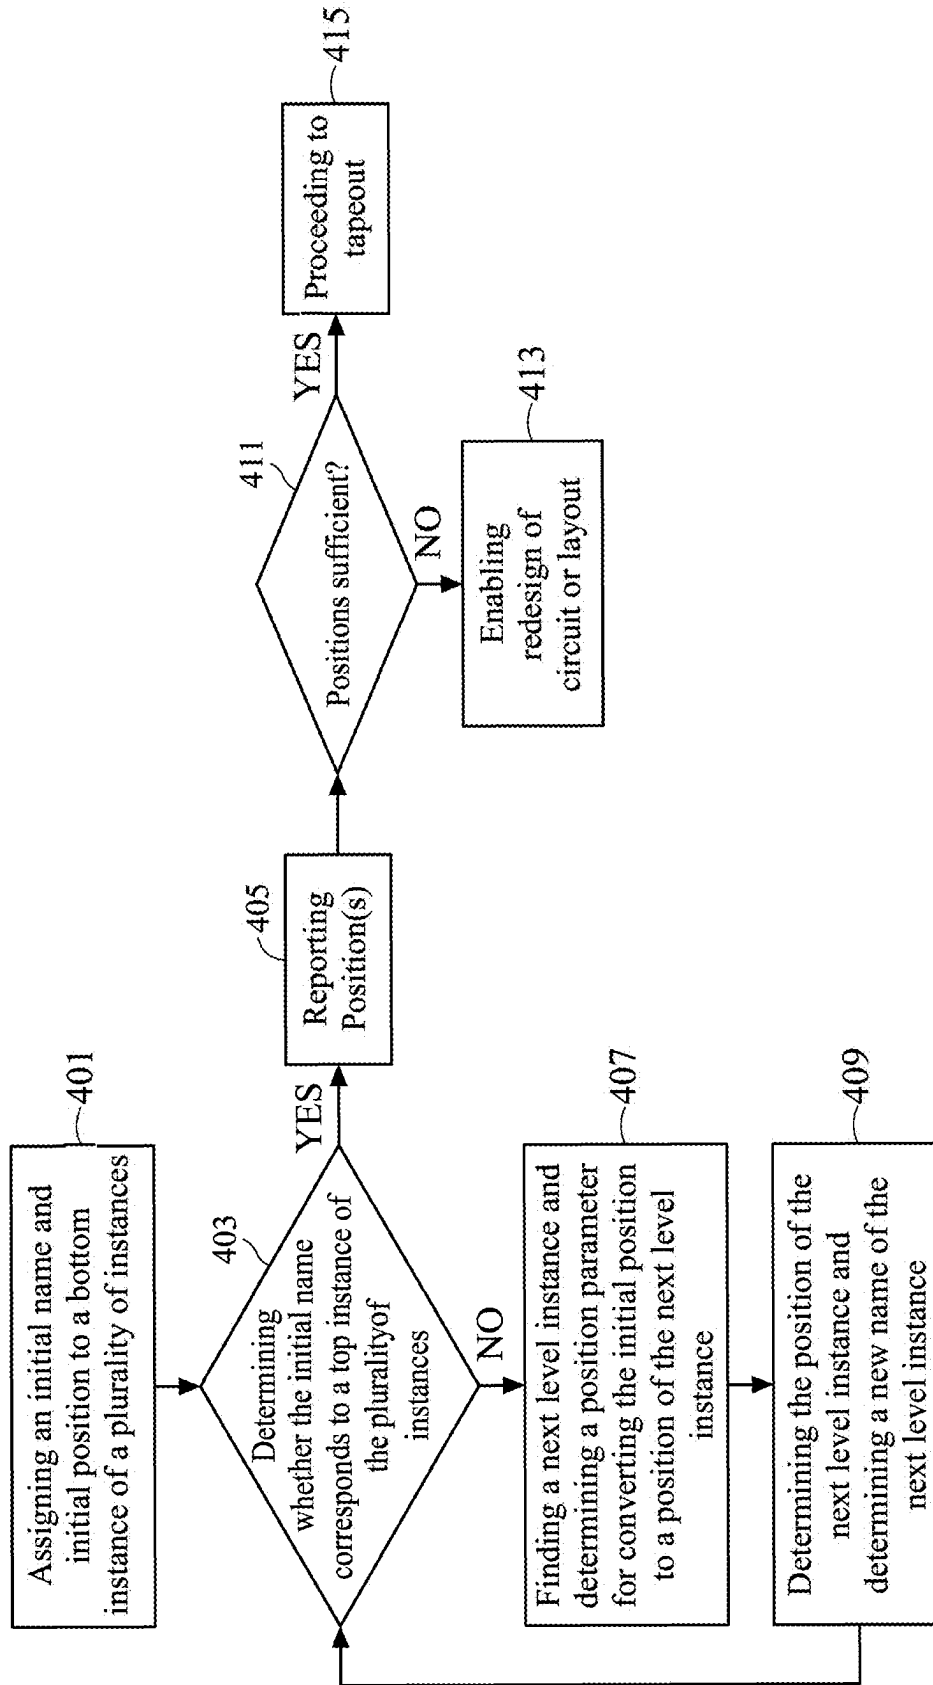 Assigning an initial name and
initial position to a bottom
instance of a plurality of instances
401
403
Determining
whether the initial name
corresponds to a top instance of
the pluralityof
instances
YES
NO
405
Reporting
Position(s)
407
Finding a next level instance and
determining a position parameter
for converting the initial position
to a position of the next level
instance
409
Determining the position of the
next level instance and
determining a new name of the
next level instance
411
Positions sufficient?
YES
NO
413
Enabling
redesign of
circuit or layout
415
Proceeding to
tapeout